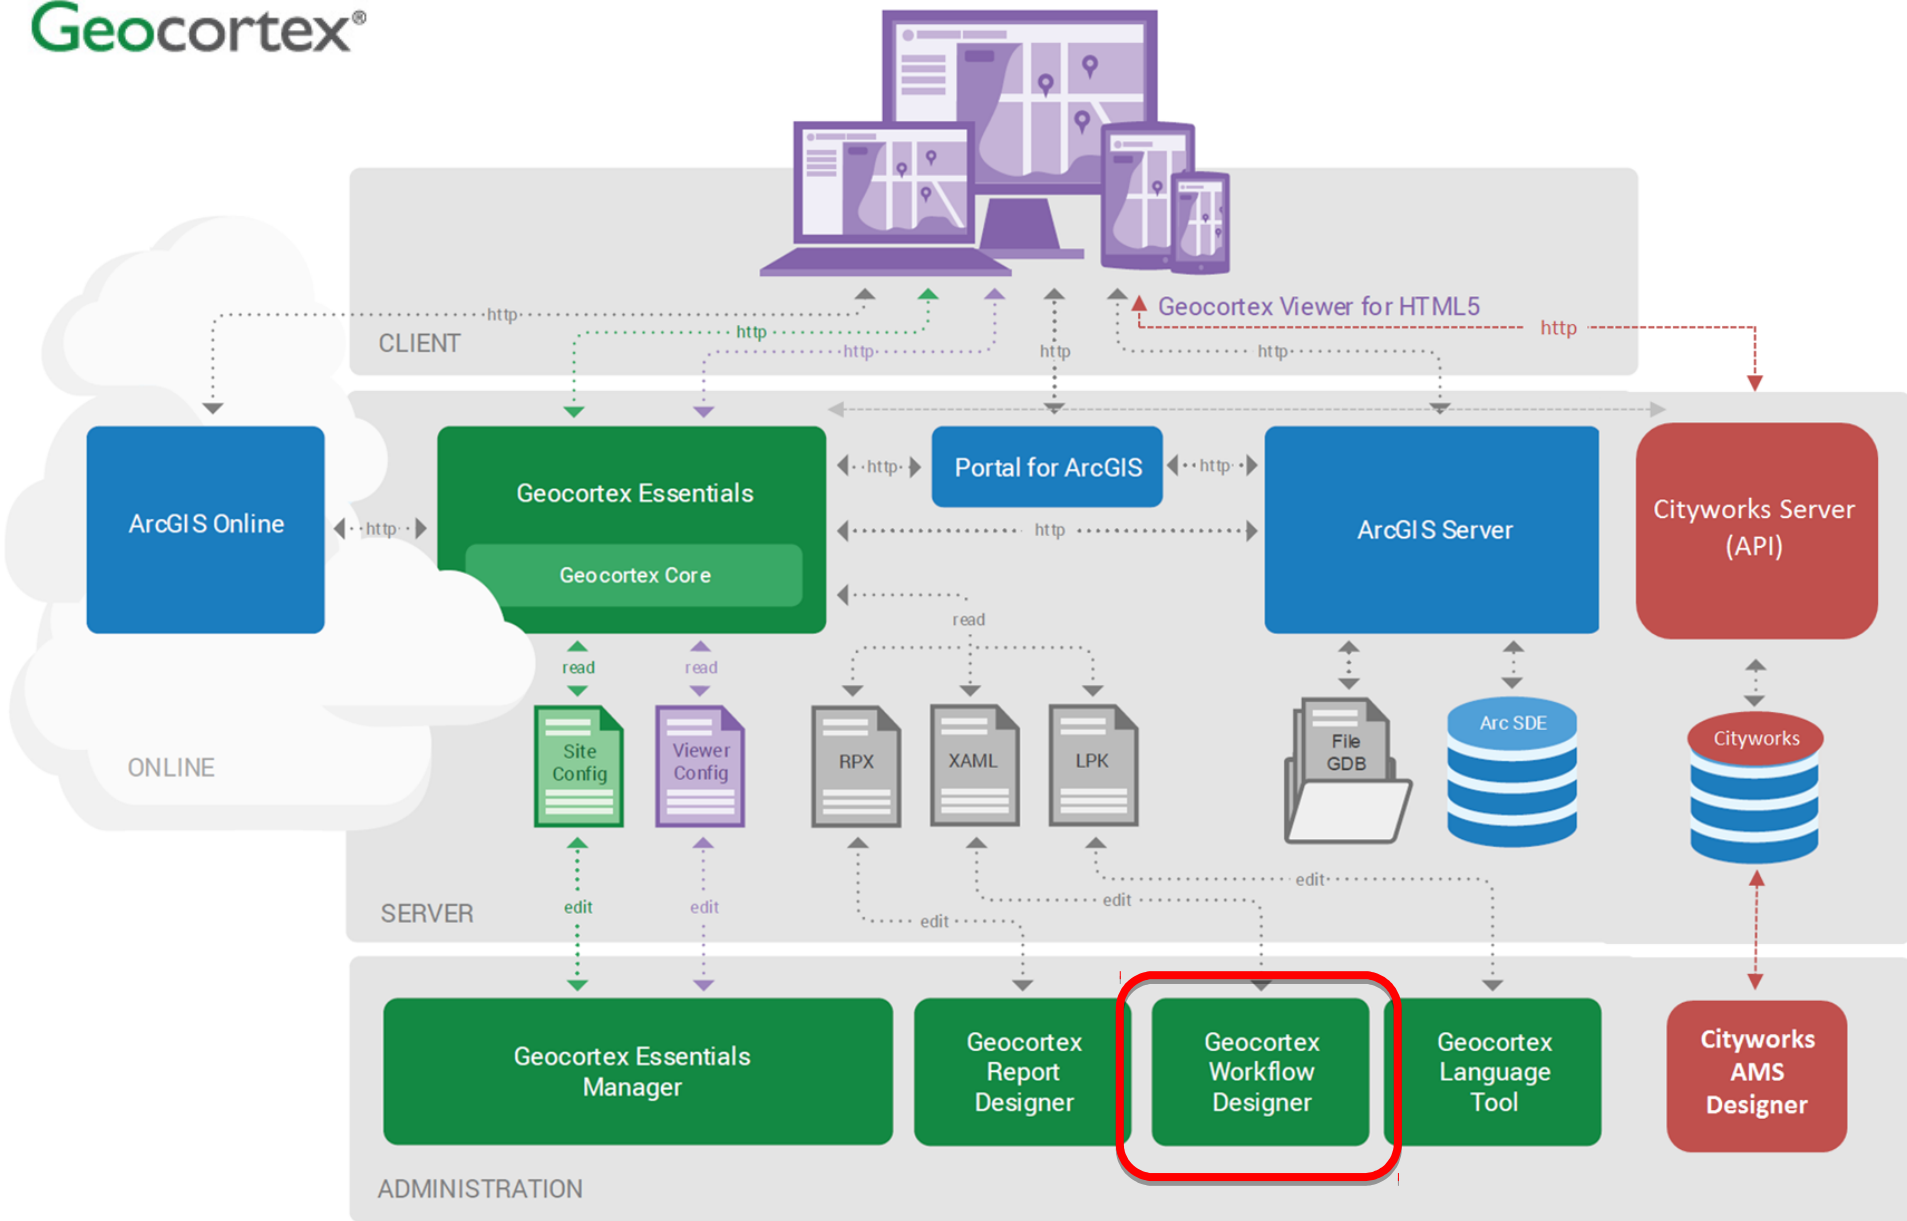 Geocortex®
Geocortex Viewer for HTML5
http
http
http
http
http
http
CLIENT
ArcGIS Online
http
Geocortex Essentials
Geocortex Core
http
Portal for ArcGIS
http
http
ArcGIS Server
Cityworks Server
(API)
read
read
read
Site
Config
Viewer
Config
RPX
XAML
LPK
File
GDB
Arc SDE
Cityworks
ONLINE
edit
edit
edit
edit
edit
SERVER
Geocortex Essentials
Manager
Geocortex
Report
Designer
Geocortex
Workflow
Designer
Geocortex
Language
Tool
Cityworks
AMS
Designer
ADMINISTRATION